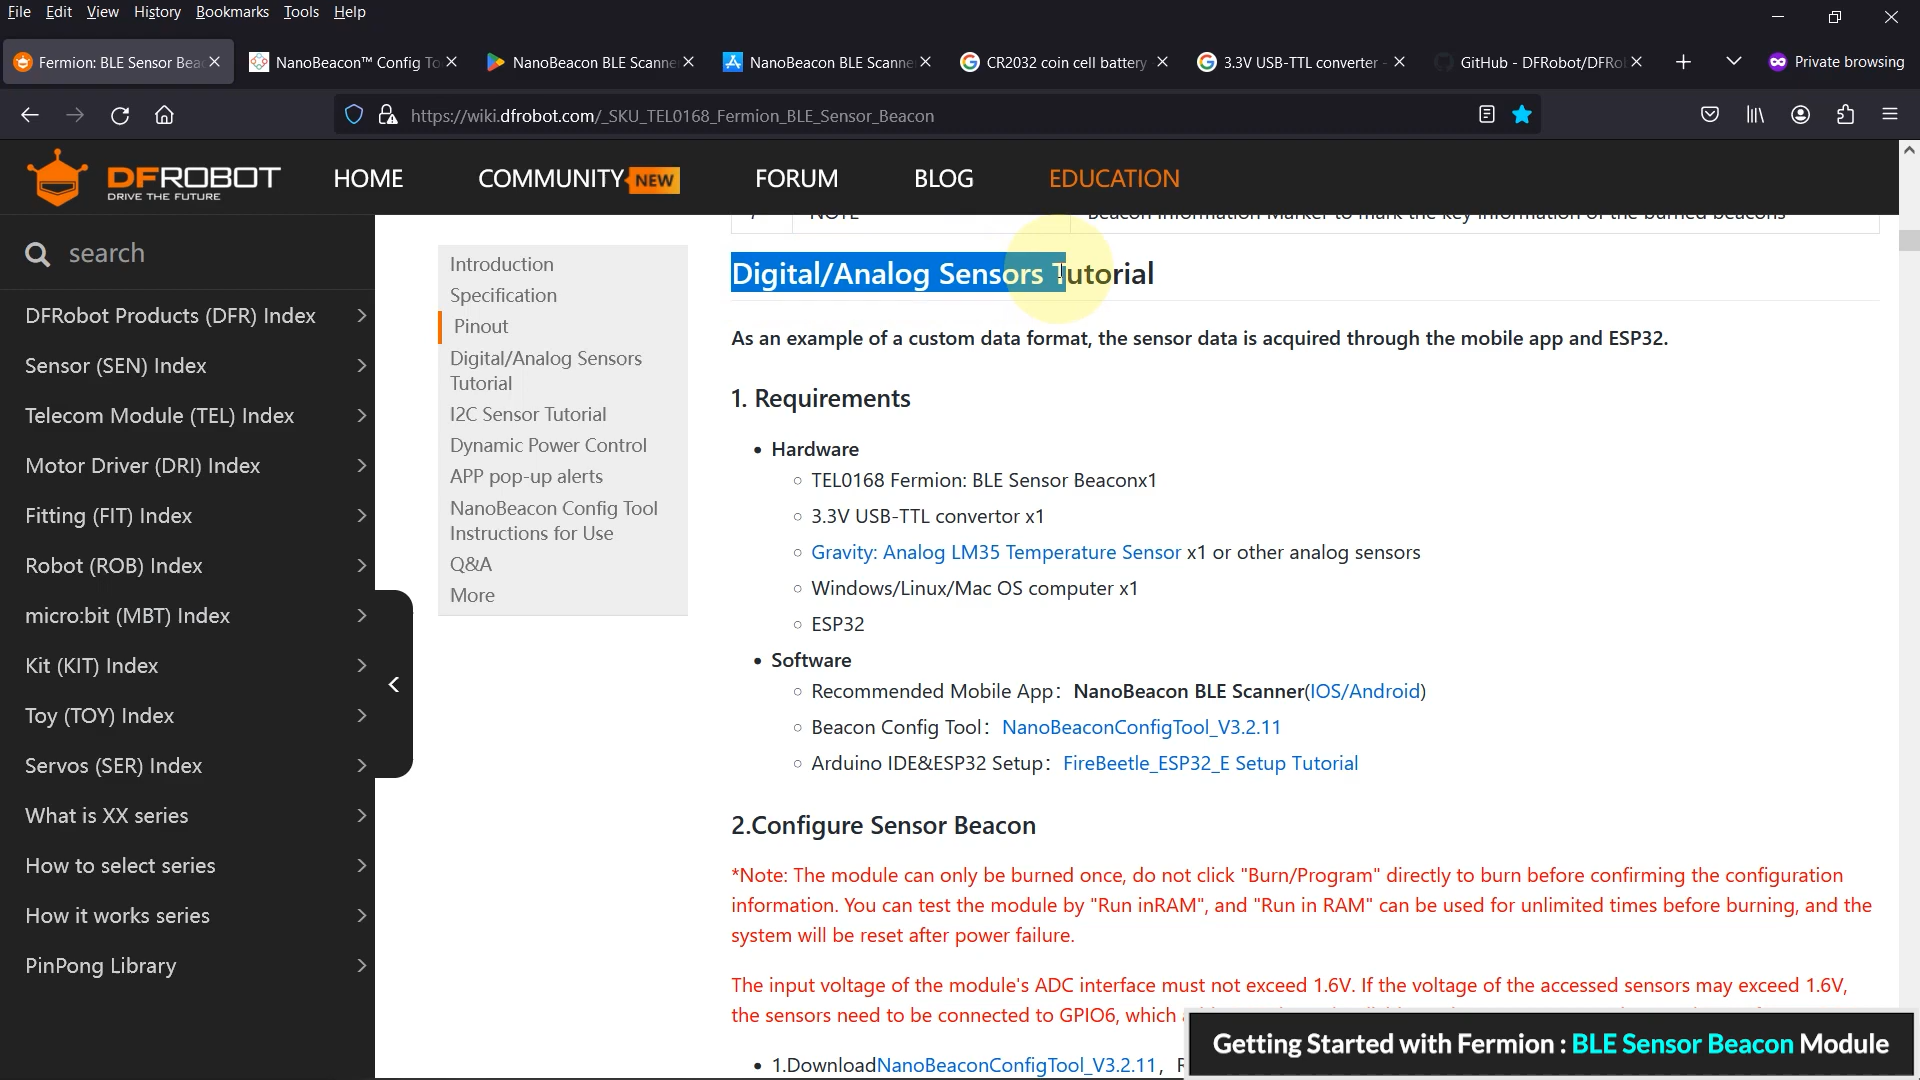 File Edit View History Bookmarks Tools Help
Fermion: BLE Sensor Bea
NanoBeacon™ Config To
NanoBeacon BLE Scanne
NanoBeacon BLE Scanne
CR2032 coin cell battery
3.3V USB-TTL converter -
GitHub - DFRobot/DFRo
Private browsing
https://wiki.dfrobot.com/_SKU_TEL0168_Fermion_BLE_Sensor_Beacon
DFROBOT
DRIVE THE FUTURE
HOME
COMMUNITY NEW
FORUM
BLOG
EDUCATION
search
DFRobot Products (DFR) Index
Sensor (SEN) Index
Telecom Module (TEL) Index
Motor Driver (DRI) Index
Fitting (FIT) Index
Robot (ROB) Index
micro:bit (MBT) Index
Kit (KIT) Index
Toy (TOY) Index
Servos (SER) Index
What is XX series
How to select series
How it works series
PinPong Library
Introduction
Specification
Pinout
Digital/Analog Sensors
Tutorial
I2C Sensor Tutorial
Dynamic Power Control
APP pop-up alerts
NanoBeacon Config Tool
Instructions for Use
Q&A
More
7 NOTE Beacon Information Marker to mark the key information of the burned beacons
Digital/Analog Sensors Tutorial
As an example of a custom data format, the sensor data is acquired through the mobile app and ESP32.
1. Requirements
• Hardware
○ TEL0168 Fermion: BLE Sensor Beaconx1
○ 3.3V USB-TTL convertor x1
○ Gravity: Analog LM35 Temperature Sensor x1 or other analog sensors
○ Windows/Linux/Mac OS computer x1
○ ESP32
• Software
○ Recommended Mobile App：NanoBeacon BLE Scanner(IOS/Android)
○ Beacon Config Tool：NanoBeaconConfigTool_V3.2.11
○ Arduino IDE&ESP32 Setup：FireBeetle_ESP32_E Setup Tutorial
2.Configure Sensor Beacon
*Note: The module can only be burned once, do not click "Burn/Program" directly to burn before confirming the configuration
information. You can test the module by "Run inRAM", and "Run in RAM" can be used for unlimited times before burning, and the
system will be reset after power failure.
The input voltage of the module's ADC interface must not exceed 1.6V. If the voltage of the accessed sensors may exceed 1.6V,
the sensors need to be connected to GPIO6, which
• 1.DownloadNanoBeaconConfigTool_V3.2.11，
Getting Started with Fermion : BLE Sensor Beacon Module